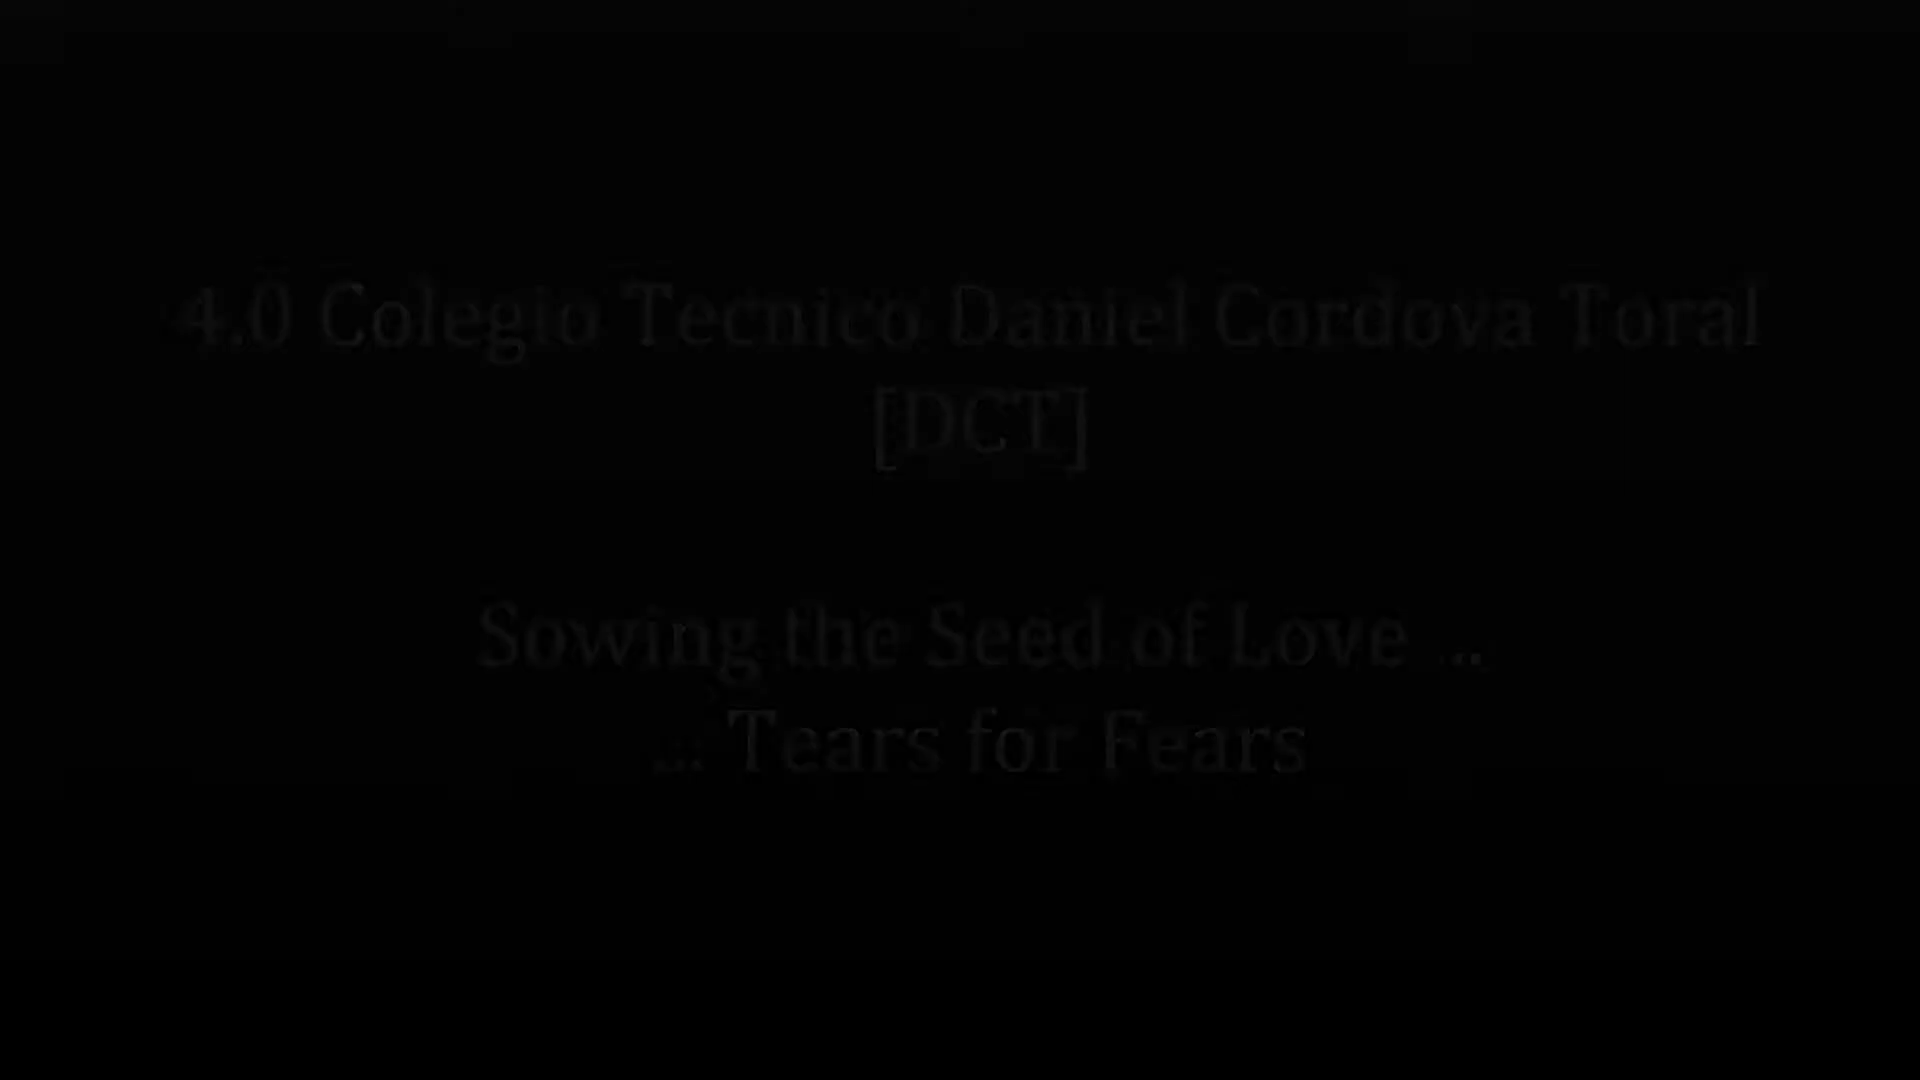 4.0 Colegio Tecnico Daniel Cordova Toral
[DCT]
Sowing the Seed of Love ...
... Tears for Fears